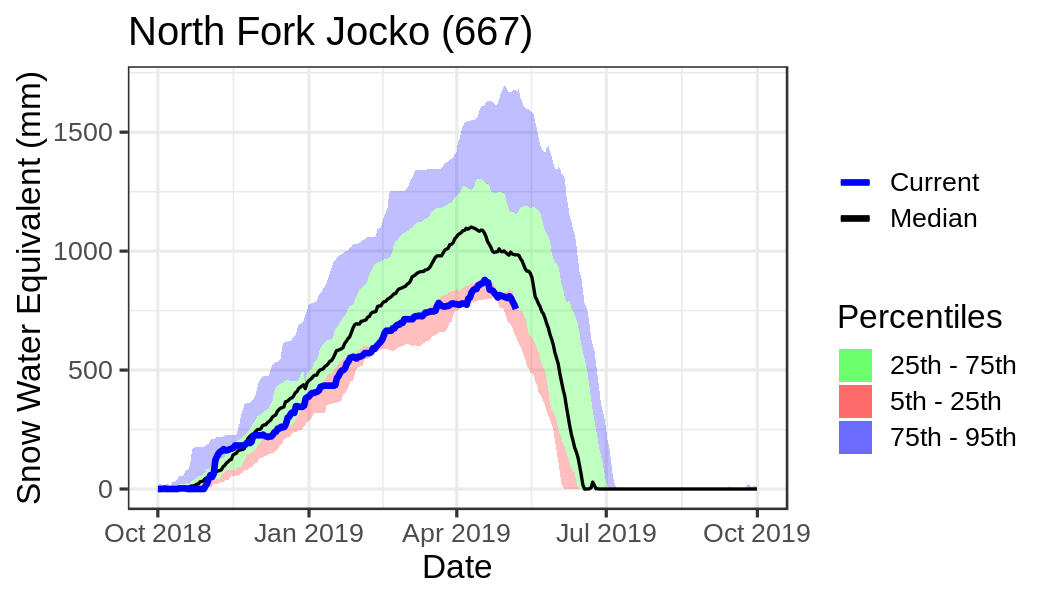 North Fork Jocko (667)
Snow Water Equivalent (mm)
1500
1000
500
0
Oct 2018
Jan 2019
Apr 2019
Jul 2019
Oct 2019
Date
Current
Median
Percentiles
25th - 75th
5th - 25th
75th - 95th